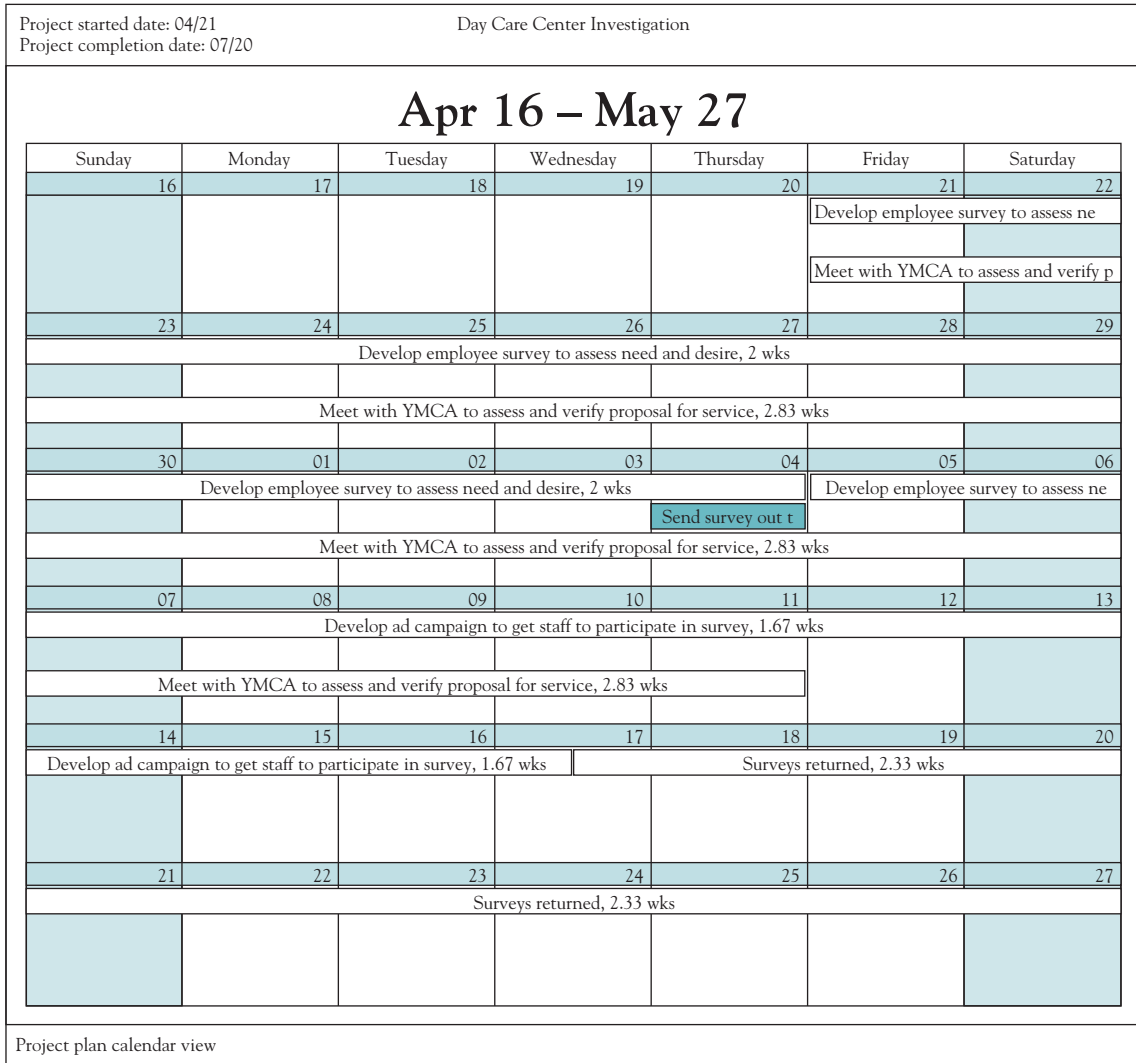 Project started date: 04/21
Day Care Center Investigation
Project completion date: 07/20
Apr 16 – May 27
Sunday Monday Tuesday Wednesday Thursday Friday Saturday
16 17 18 19 20 21 22
Develop employee survey to assess ne
Meet with YMCA to assess and verify p
23 24 25 26 27 28 29
Develop employee survey to assess need and desire, 2 wks
Meet with YMCA to assess and verify proposal for service, 2.83 wks
30 01 02 03 04 05 06
Develop employee survey to assess need and desire, 2 wks Develop employee survey to assess ne
Send survey out t
Meet with YMCA to assess and verify proposal for service, 2.83 wks
07 08 09 10 11 12 13
Develop ad campaign to get staff to participate in survey, 1.67 wks
Meet with YMCA to assess and verify proposal for service, 2.83 wks
14 15 16 17 18 19 20
Develop ad campaign to get staff to participate in survey, 1.67 wks Surveys returned, 2.33 wks
21 22 23 24 25 26 27
Surveys returned, 2.33 wks
Project plan calendar view